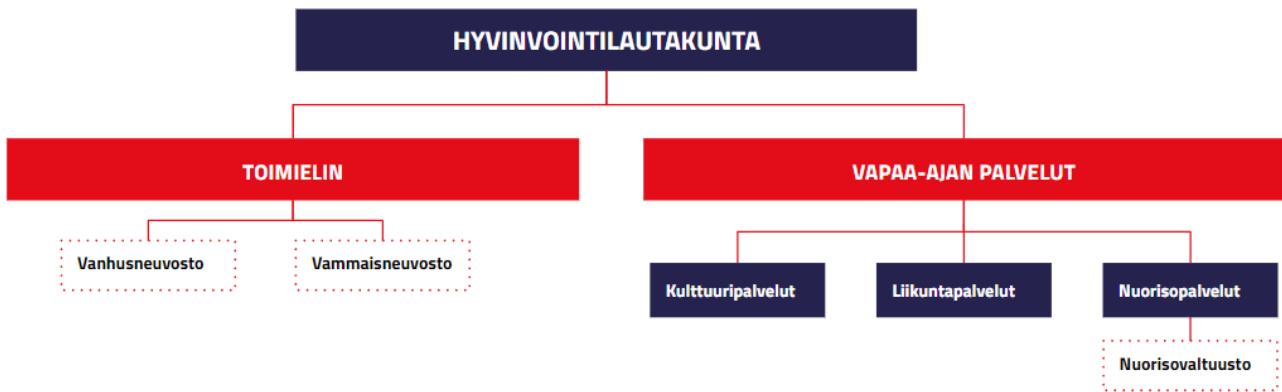 HYVINVOINTILAUTAKUNTA
TOIMIELIN
VAPAA-AJAN PALVELUT
Vanhusneuvosto
Vammaisneuvosto
Kulttuuripalvelut
Liikuntapalvelut
Nuorisopalvelut
Nuorisovaltuusto